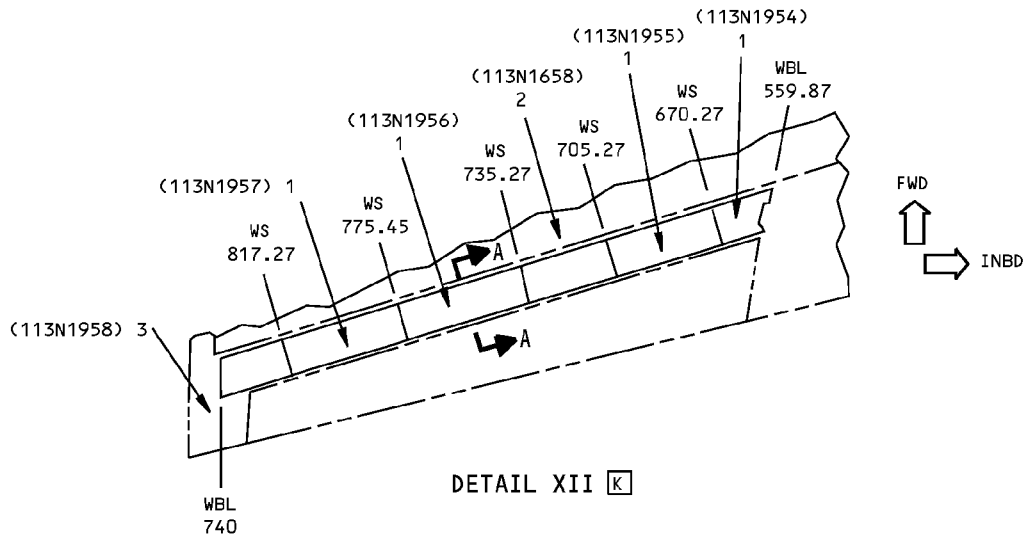 (113N1954)
1
(113N1955)
1
WBL
559.87
(113N1658)
2
WS
670.27
(113N1956)
1
WS
705.27
WS
735.27
(113N1957) 1
WS
775.45
FWD
WS
817.27
A
INBD
(113N1958) 3
A
DETAIL XII K
WBL
740